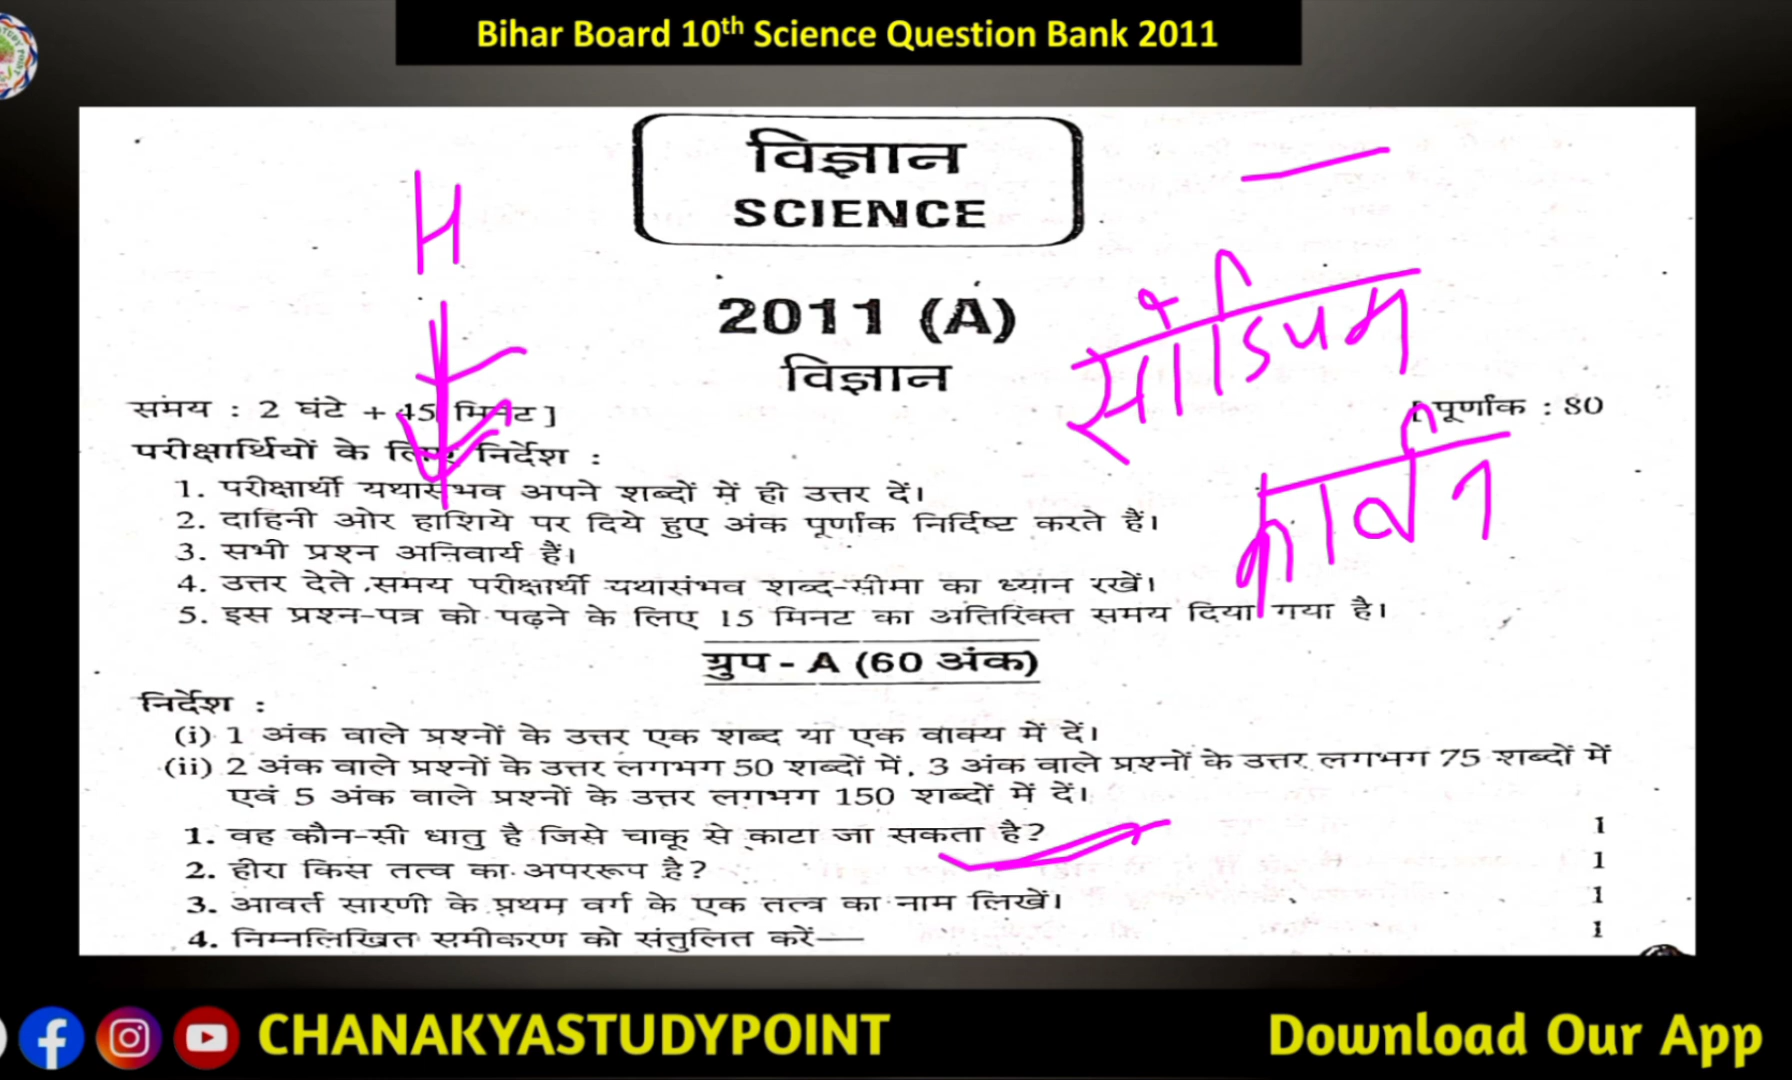 Bihar Board 10th Science Question Bank 2011
विज्ञान
SCIENCE
H
2011 (A)
विज्ञान
सोडियम
समय : 2 घंटे + 15 मिनट ]
[ पूर्णांक : 80
कार्बन
परीक्षार्थियों के लिए निर्देश :
1. परीक्षार्थी यथासंभव अपने शब्दों में ही उत्तर दें।
2. दाहिनी ओर हाशिये पर दिये हुए अंक पूर्णांक निर्दिष्ट करते हैं।
3. सभी प्रश्न अनिवार्य हैं।
4. उत्तर देते समय परीक्षार्थी यथासंभव शब्द-सीमा का ध्यान रखें।
5. इस प्रश्न-पत्र को पढ़ने के लिए 15 मिनट का अतिरिक्त समय दिया गया है।
ग्रुप - A (60 अंक)
निर्देश :
(i) 1 अंक वाले प्रश्नों के उत्तर एक शब्द या एक वाक्य में दें।
(ii) 2 अंक वाले प्रश्नों के उत्तर लगभग 50 शब्दों में, 3 अंक वाले प्रश्नों के उत्तर लगभग 75 शब्दों में
एवं 5 अंक वाले प्रश्नों के उत्तर लगभग 150 शब्दों में दें।
1. वह कौन-सी धातु है जिसे चाकू से काटा जा सकता है? 1
2. हीरा किस तत्व का अपररूप है? 1
3. आवर्त सारणी के प्रथम वर्ग के एक तत्व का नाम लिखें। 1
4. निम्नलिखित समीकरण को संतुलित करें— 1
CHANAKYASTUDYPOINT
Download Our App